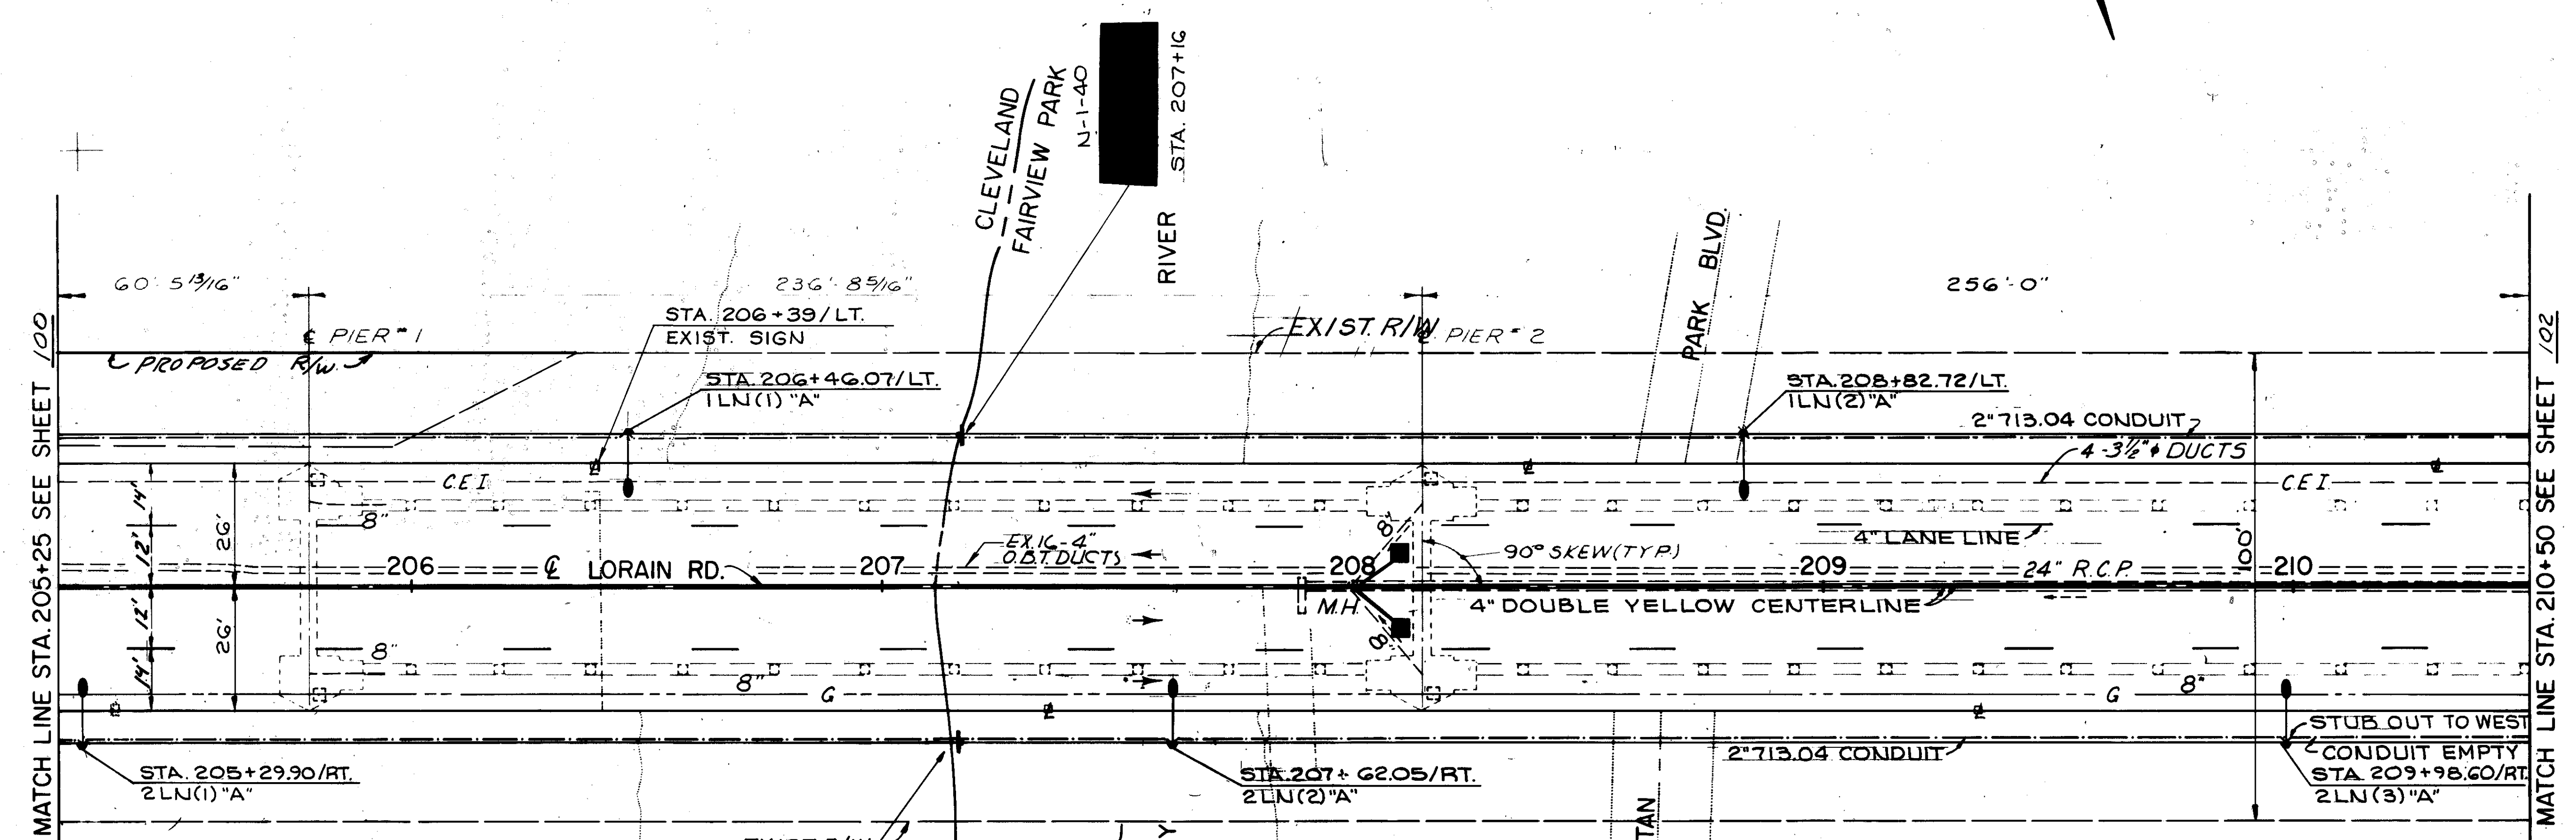 CLEVELAND
FAIRVIEW PARK
N-1-40
STA. 207+16
RIVER
PARK BLVD.
60' 5 13/16"
236'-8 5/16"
256'-0"
℄ PIER #1
PROPOSED R/W.
STA. 206+39/LT.
EXIST. SIGN
EXIST. R/W
℄ PIER #2
STA. 206+46.07/LT.
1LN(1) "A"
STA. 208+82.72/LT.
1LN(2) "A"
2" 713.04 CONDUIT
4-3½" ϕ DUCTS
C.E.I.
C.E.I.
14'
26'
8"
8"
4" LANE LINE
EX.16-4"
O.B.T. DUCTS
90° SKEW (TYP.)
12'
100'
206
℄ LORAIN RD.
207
208
209
24" R.C.P.
210
M.H.
4" DOUBLE YELLOW CENTERLINE
12'
26'
8"
8"
14'
8"
G
G
8"
STUB OUT TO WEST
2" 713.04 CONDUIT
CONDUIT EMPTY
STA. 205+29.90/RT.
2LN(1) "A"
STA. 207+62.05/RT.
2LN(2) "A"
STA. 209+98.60/RT.
2LN(3) "A"
TAN
Y
MATCH LINE STA. 205+25 SEE SHEET 100
MATCH LINE STA. 210+50 SEE SHEET 102